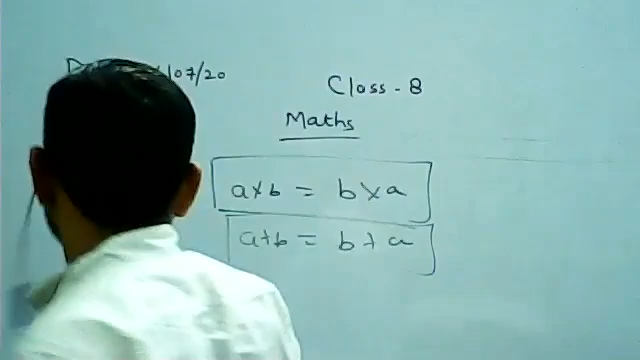 /07/20
Class - 8
Maths
a×b = b×a
a+b = b+a